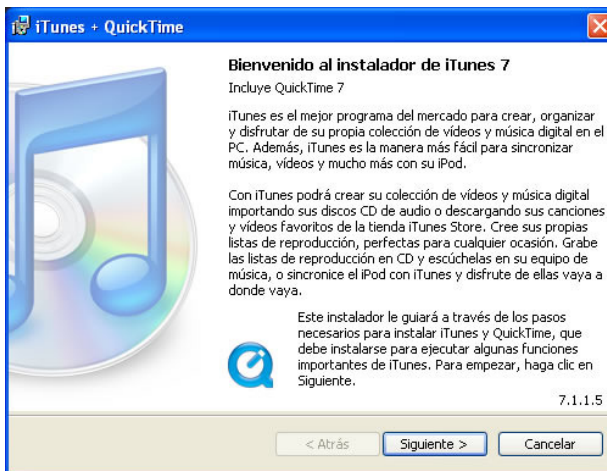 iTunes + QuickTime
Bienvenido al instalador de iTunes 7
Incluye QuickTime 7
iTunes es el mejor programa del mercado para crear, organizar
y disfrutar de su propia colección de vídeos y música digital en el
PC. Además, iTunes es la manera más fácil para sincronizar
música, vídeos y mucho más con su iPod.
Con iTunes podrá crear su colección de vídeos y música digital
importando sus discos CD de audio o descargando sus canciones
y vídeos favoritos de la tienda iTunes Store. Cree sus propias
listas de reproducción, perfectas para cualquier ocasión. Grabe
las listas de reproducción en CD y escúchelas en su equipo de
música, o sincronice el iPod con iTunes y disfrute de ellas vaya a
donde vaya.
Este instalador le guiará a través de los pasos
necesarios para instalar iTunes y QuickTime, que
debe instalarse para ejecutar algunas funciones
importantes de iTunes. Para empezar, haga clic en
Siguiente.
7.1.1.5
< Atrás Siguiente > Cancelar